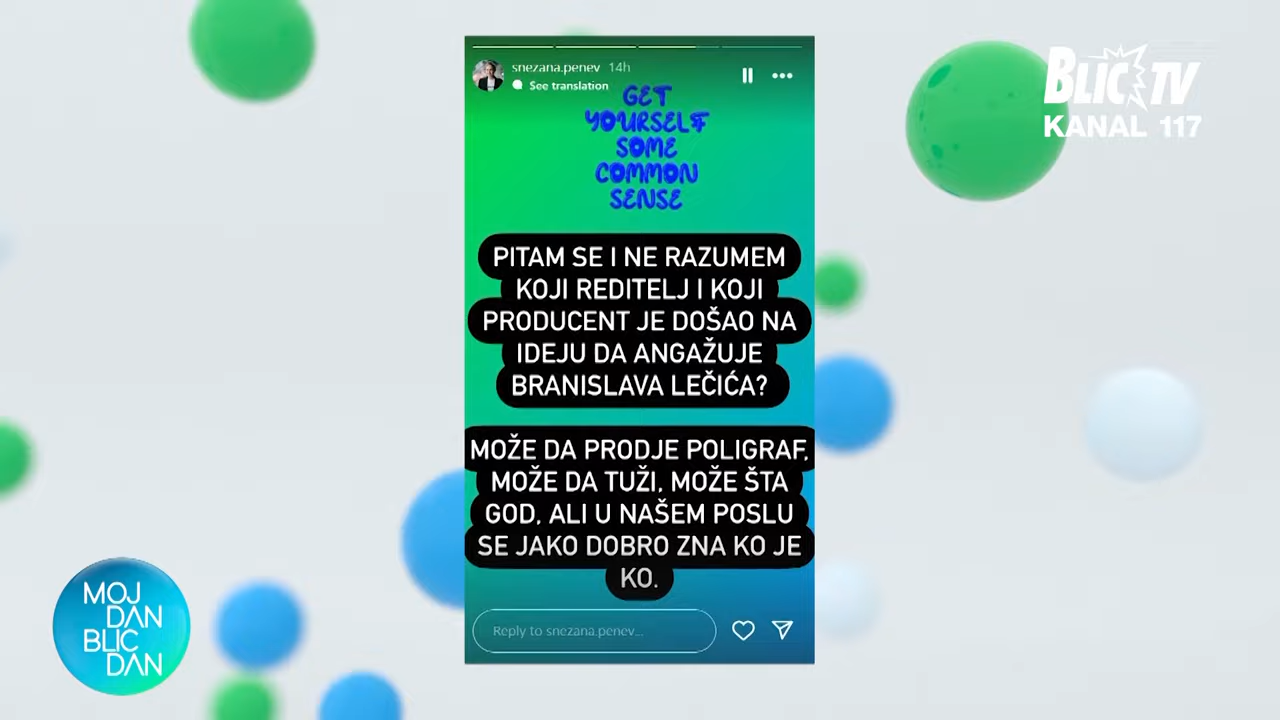 BLIC TV
KANAL 117
snezana.penev 14h
See translation
GET
YOURSELF
SOME
COMMON
SENSE
PITAM SE I NE RAZUMEM
KOJI REDITELJ I KOJI
PRODUCENT JE DOŠAO NA
IDEJU DA ANGAŽUJE
BRANISLAVA LEČIĆA?
MOŽE DA PRODJE POLIGRAF,
MOŽE DA TUŽI, MOŽE ŠTA
GOD, ALI U NAŠEM POSLU
SE JAKO DOBRO ZNA KO JE
KO.
Reply to snezana.penev...
MOJ
DAN
BLIC
DAN